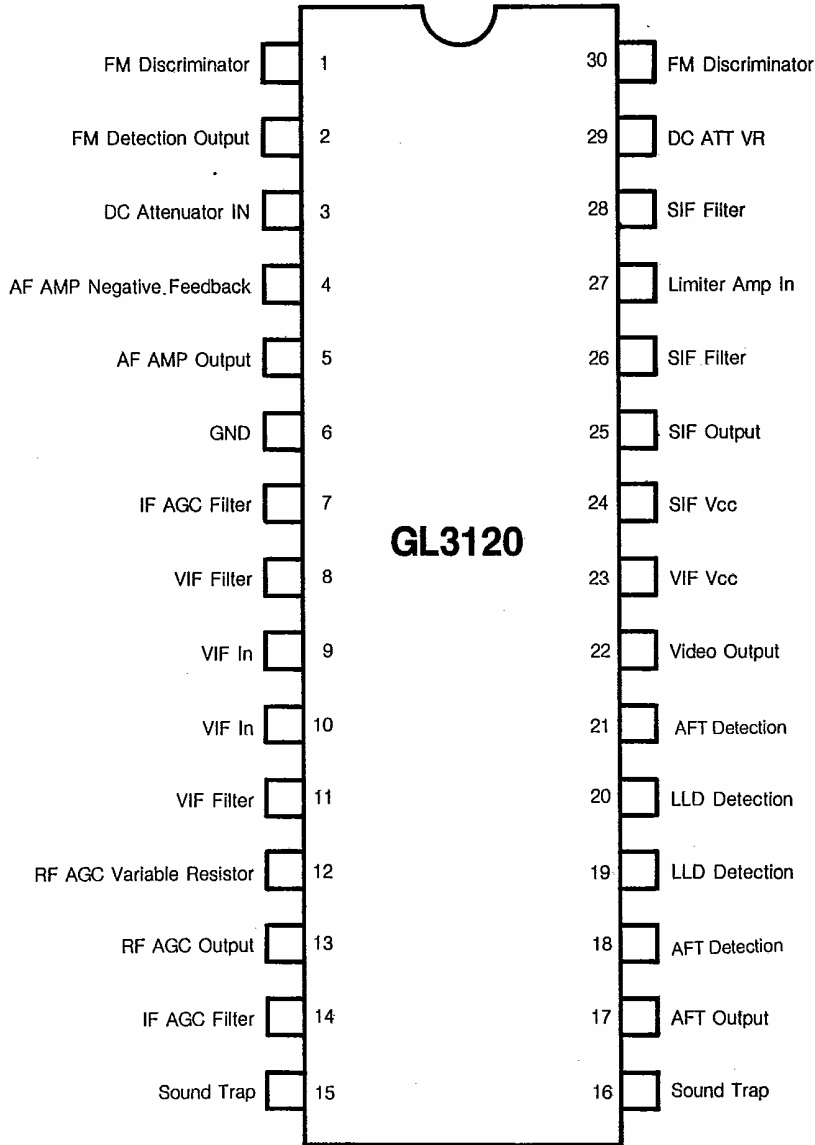 FM Discriminator 1 30 FM Discriminator
FM Detection Output 2 29 DC ATT VR
DC Attenuator IN 3 28 SIF Filter
AF AMP Negative.Feedback 4 27 Limiter Amp In
AF AMP Output 5 26 SIF Filter
GND 6 25 SIF Output
IF AGC Filter 7 24 SIF Vcc
GL3120
VIF Filter 8 23 VIF Vcc
VIF In 9 22 Video Output
VIF In 10 21 AFT Detection
VIF Filter 11 20 LLD Detection
RF AGC Variable Resistor 12 19 LLD Detection
RF AGC Output 13 18 AFT Detection
IF AGC Filter 14 17 AFT Output
Sound Trap 15 16 Sound Trap